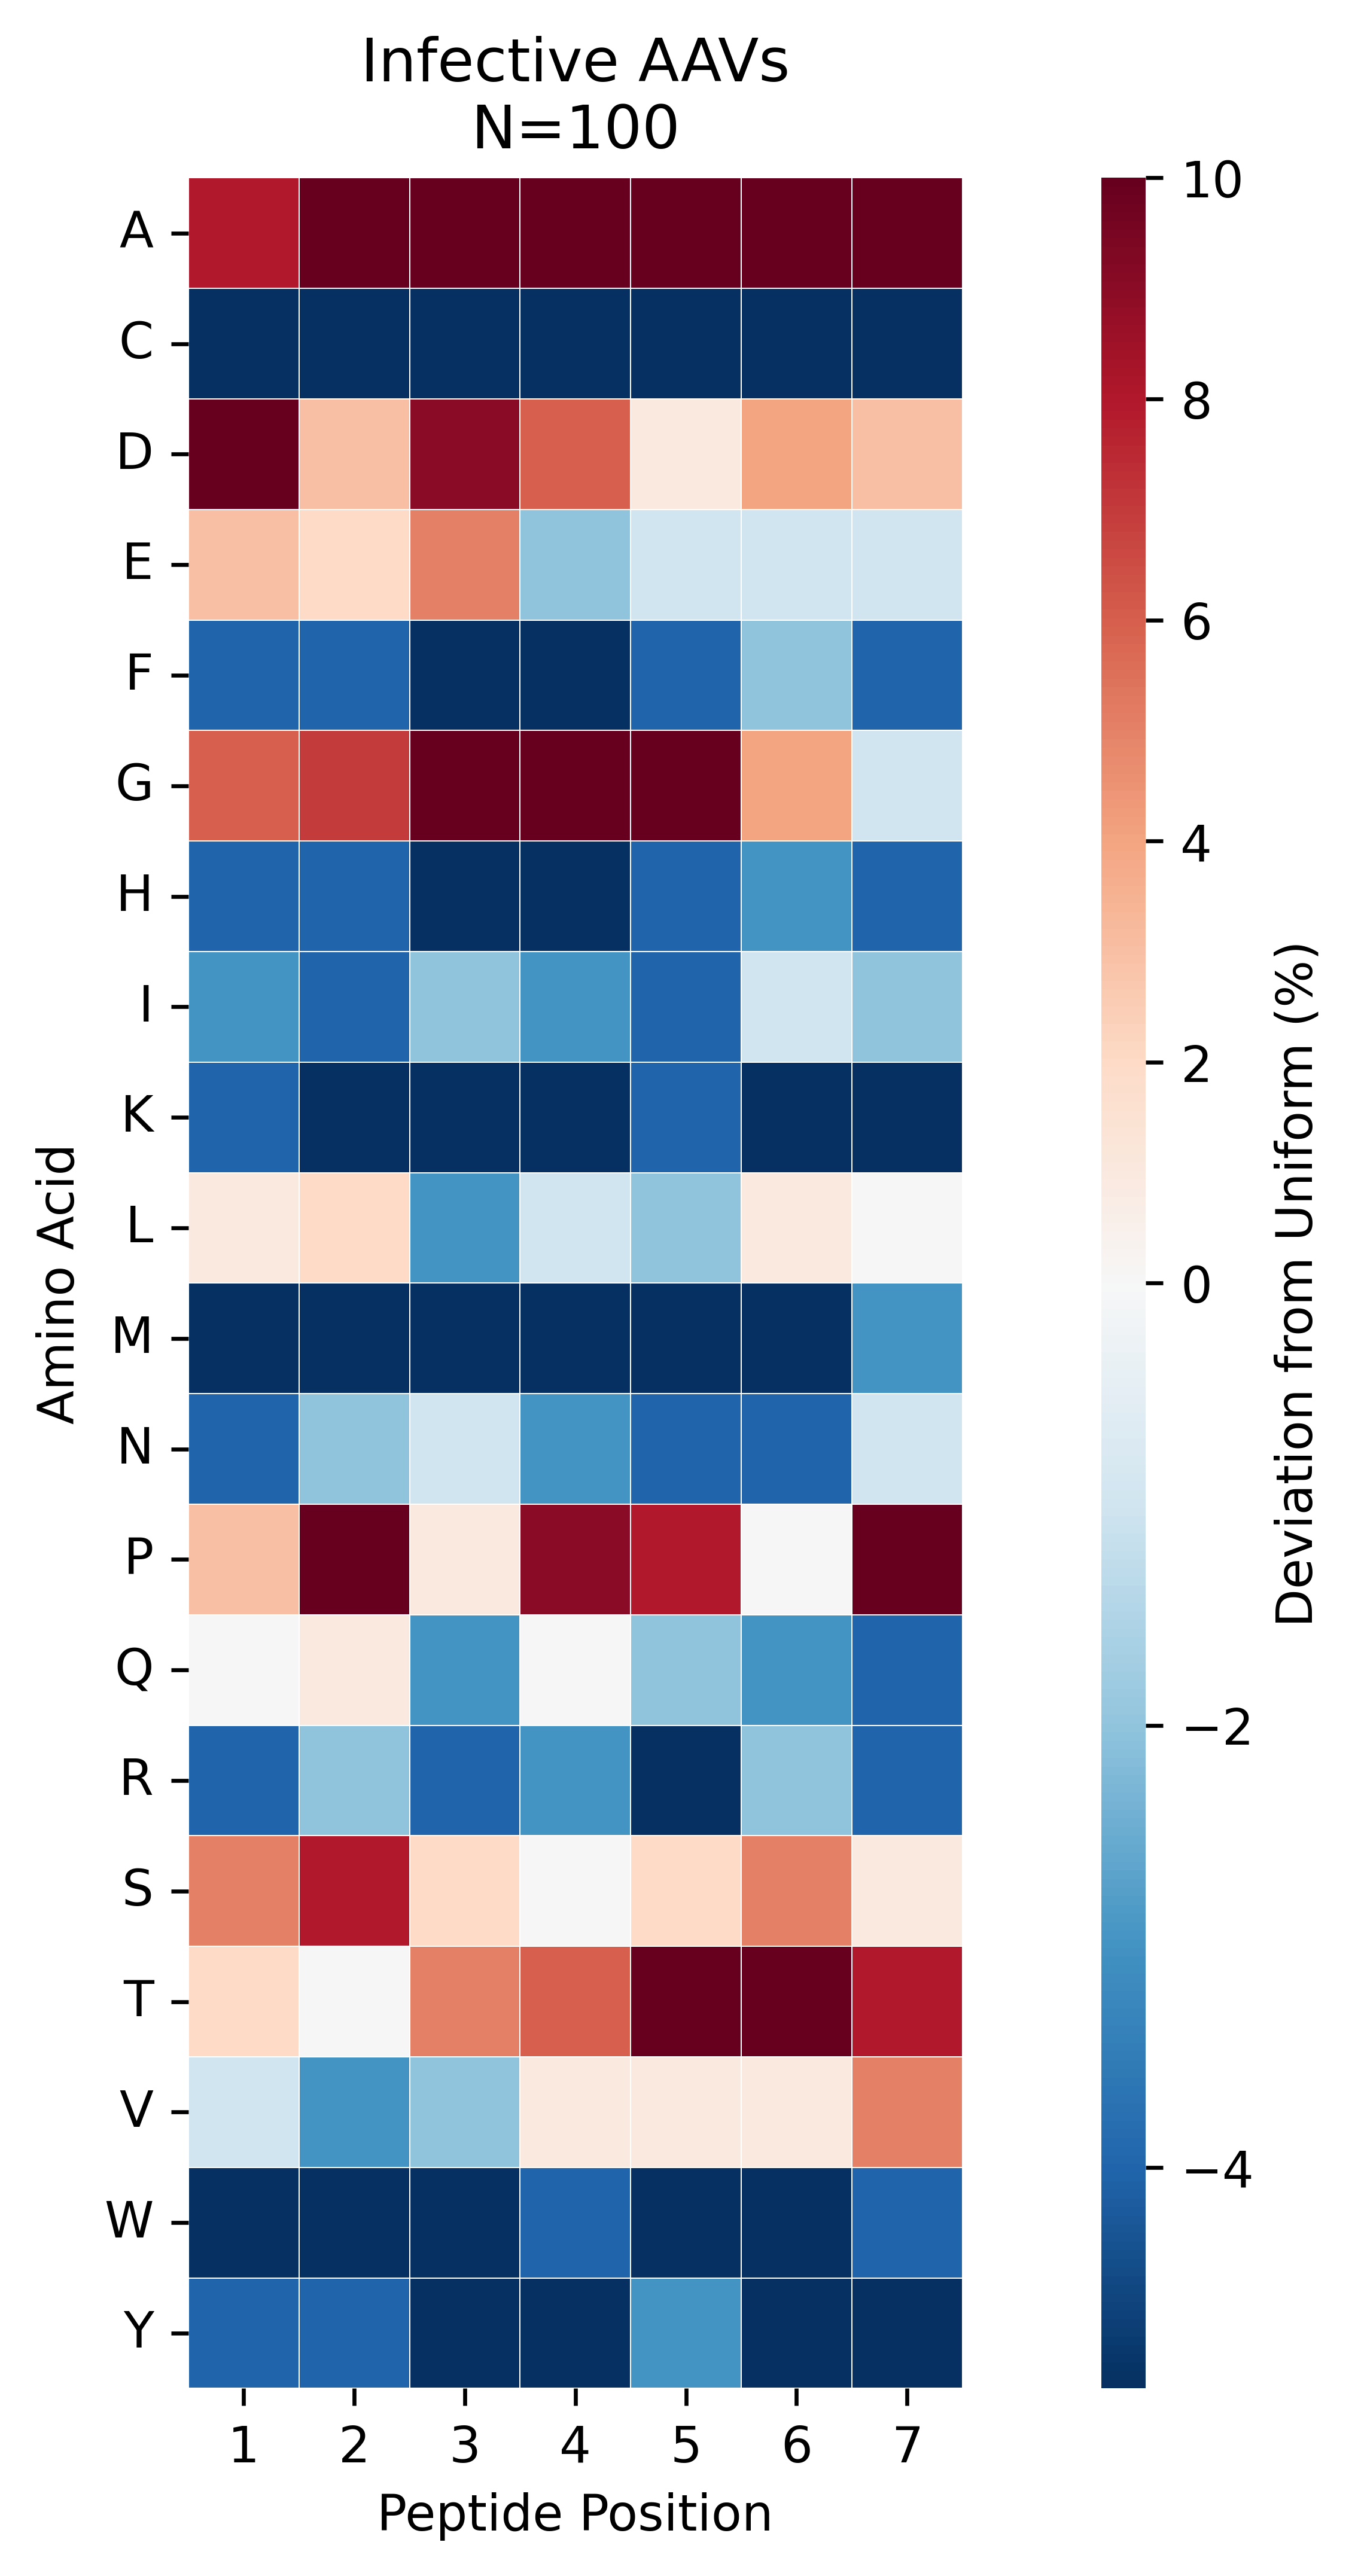 Infective AAVs
N=100
A
C
D
E
F
G
H
I
K
L
M
N
P
Q
R
S
T
V
W
Y
Amino Acid
1 2 3 4 5 6 7
Peptide Position
10
8
6
4
2
0
−2
−4
Deviation from Uniform (%)